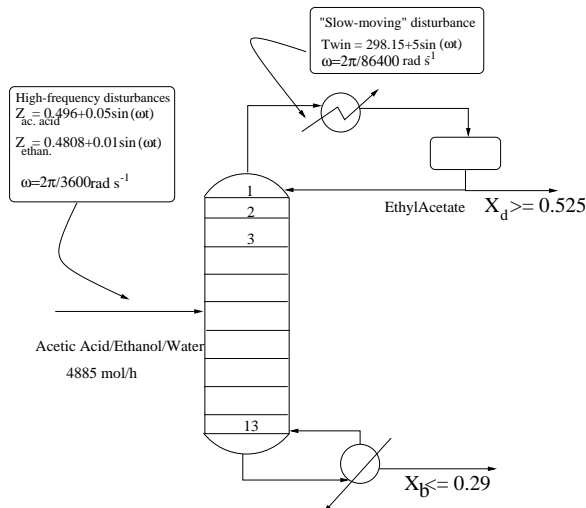 "Slow-moving" disturbance
Twin = 298.15+5sin (ωt)
ω=2π/86400 rad s⁻¹
High-frequency disturbances
Z ac. acid = 0.496+0.05sin (ωt)
Z ethan. = 0.4808+0.01sin (ωt)
ω=2π/3600rad s⁻¹
1
2
3
EthylAcetate
X_d >= 0.525
Acetic Acid/Ethanol/Water
4885 mol/h
13
X_b <= 0.29